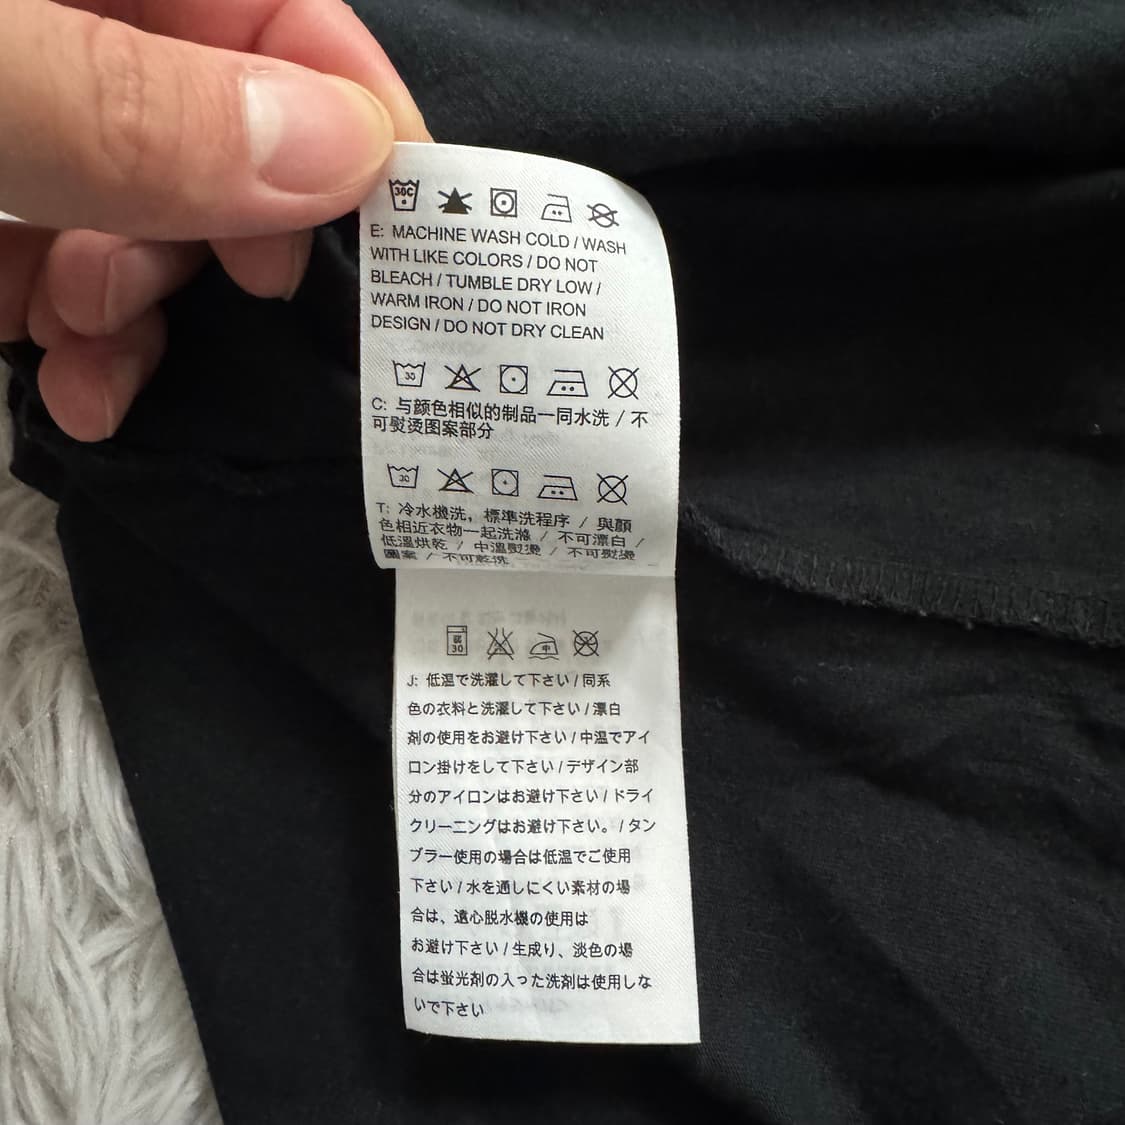 30C
E: MACHINE WASH COLD / WASH
WITH LIKE COLORS / DO NOT
BLEACH / TUMBLE DRY LOW /
WARM IRON / DO NOT IRON
DESIGN / DO NOT DRY CLEAN
30
C: 与颜色相似的制品一同水洗 / 不
可熨烫图案部分
30
T: 冷水機洗，標準洗程序 / 與顏
色相近衣物一起洗滌 / 不可漂白 /
低溫烘乾 / 中溫熨燙 / 不可熨燙
圖案 / 不可乾洗
弱 30 中
J: 低温で洗濯して下さい / 同系
色の衣料と洗濯して下さい / 漂白
剤の使用をお避け下さい / 中温でアイ
ロン掛けをして下さい / デザイン部
分のアイロンはお避け下さい / ドライ
クリーニングはお避け下さい。 / タン
ブラー使用の場合は低温でご使用
下さい / 水を通しにくい素材の場
合は、遠心脱水機の使用は
お避け下さい / 生成り、淡色の場
合は蛍光剤の入った洗剤は使用しな
いで下さい